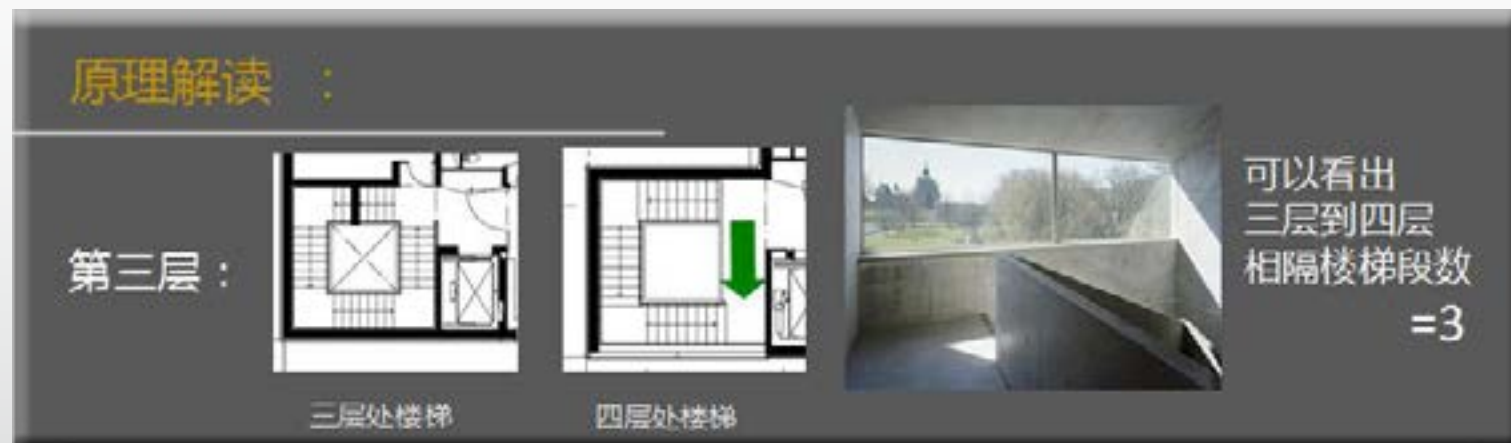 原理解读 ：
第三层：
三层处楼梯
四层处楼梯
可以看出
三层到四层
相隔楼梯段数
=3